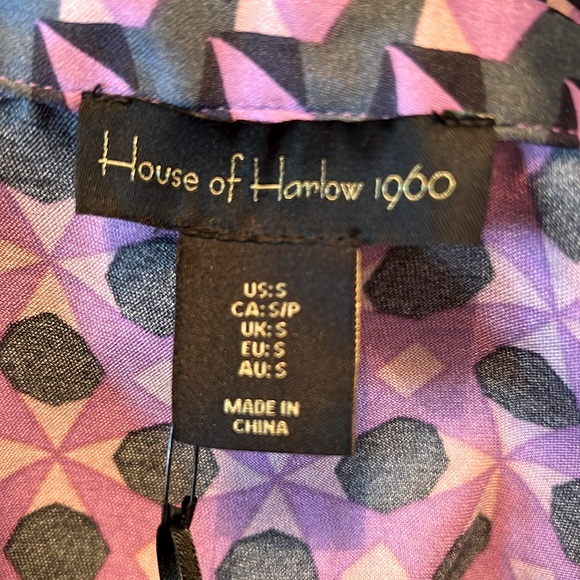 House of Harlow 1960
US: S
CA: S/P
UK: S
EU: S
AU: S
MADE IN
CHINA